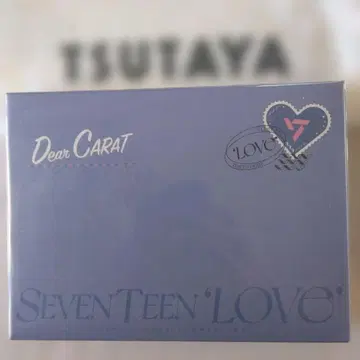 TSUTAYA
Dear CARAT
'LOVE'
SEVENTEEN 'LOVE'